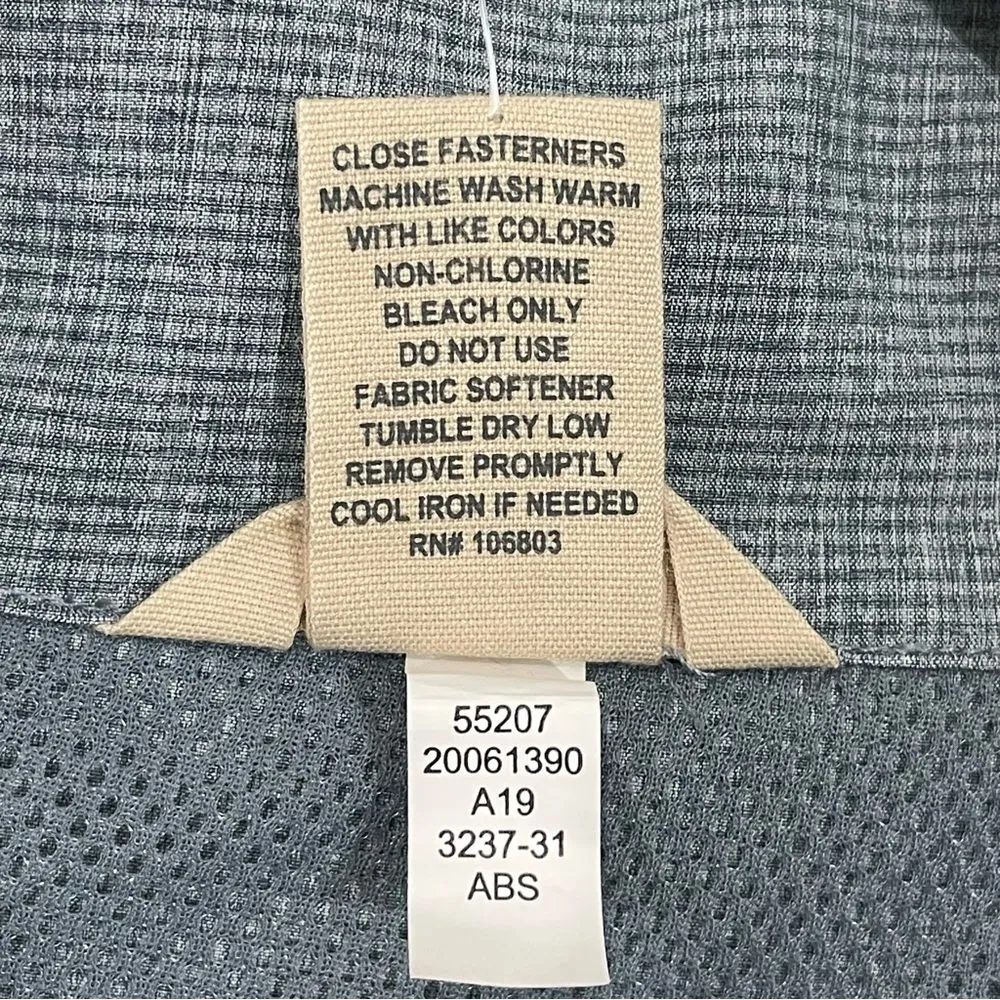 CLOSE FASTERNERS
MACHINE WASH WARM
WITH LIKE COLORS
NON-CHLORINE
BLEACH ONLY
DO NOT USE
FABRIC SOFTENER
TUMBLE DRY LOW
REMOVE PROMPTLY
COOL IRON IF NEEDED
RN# 106803
55207
20061390
A19
3237-31
ABS